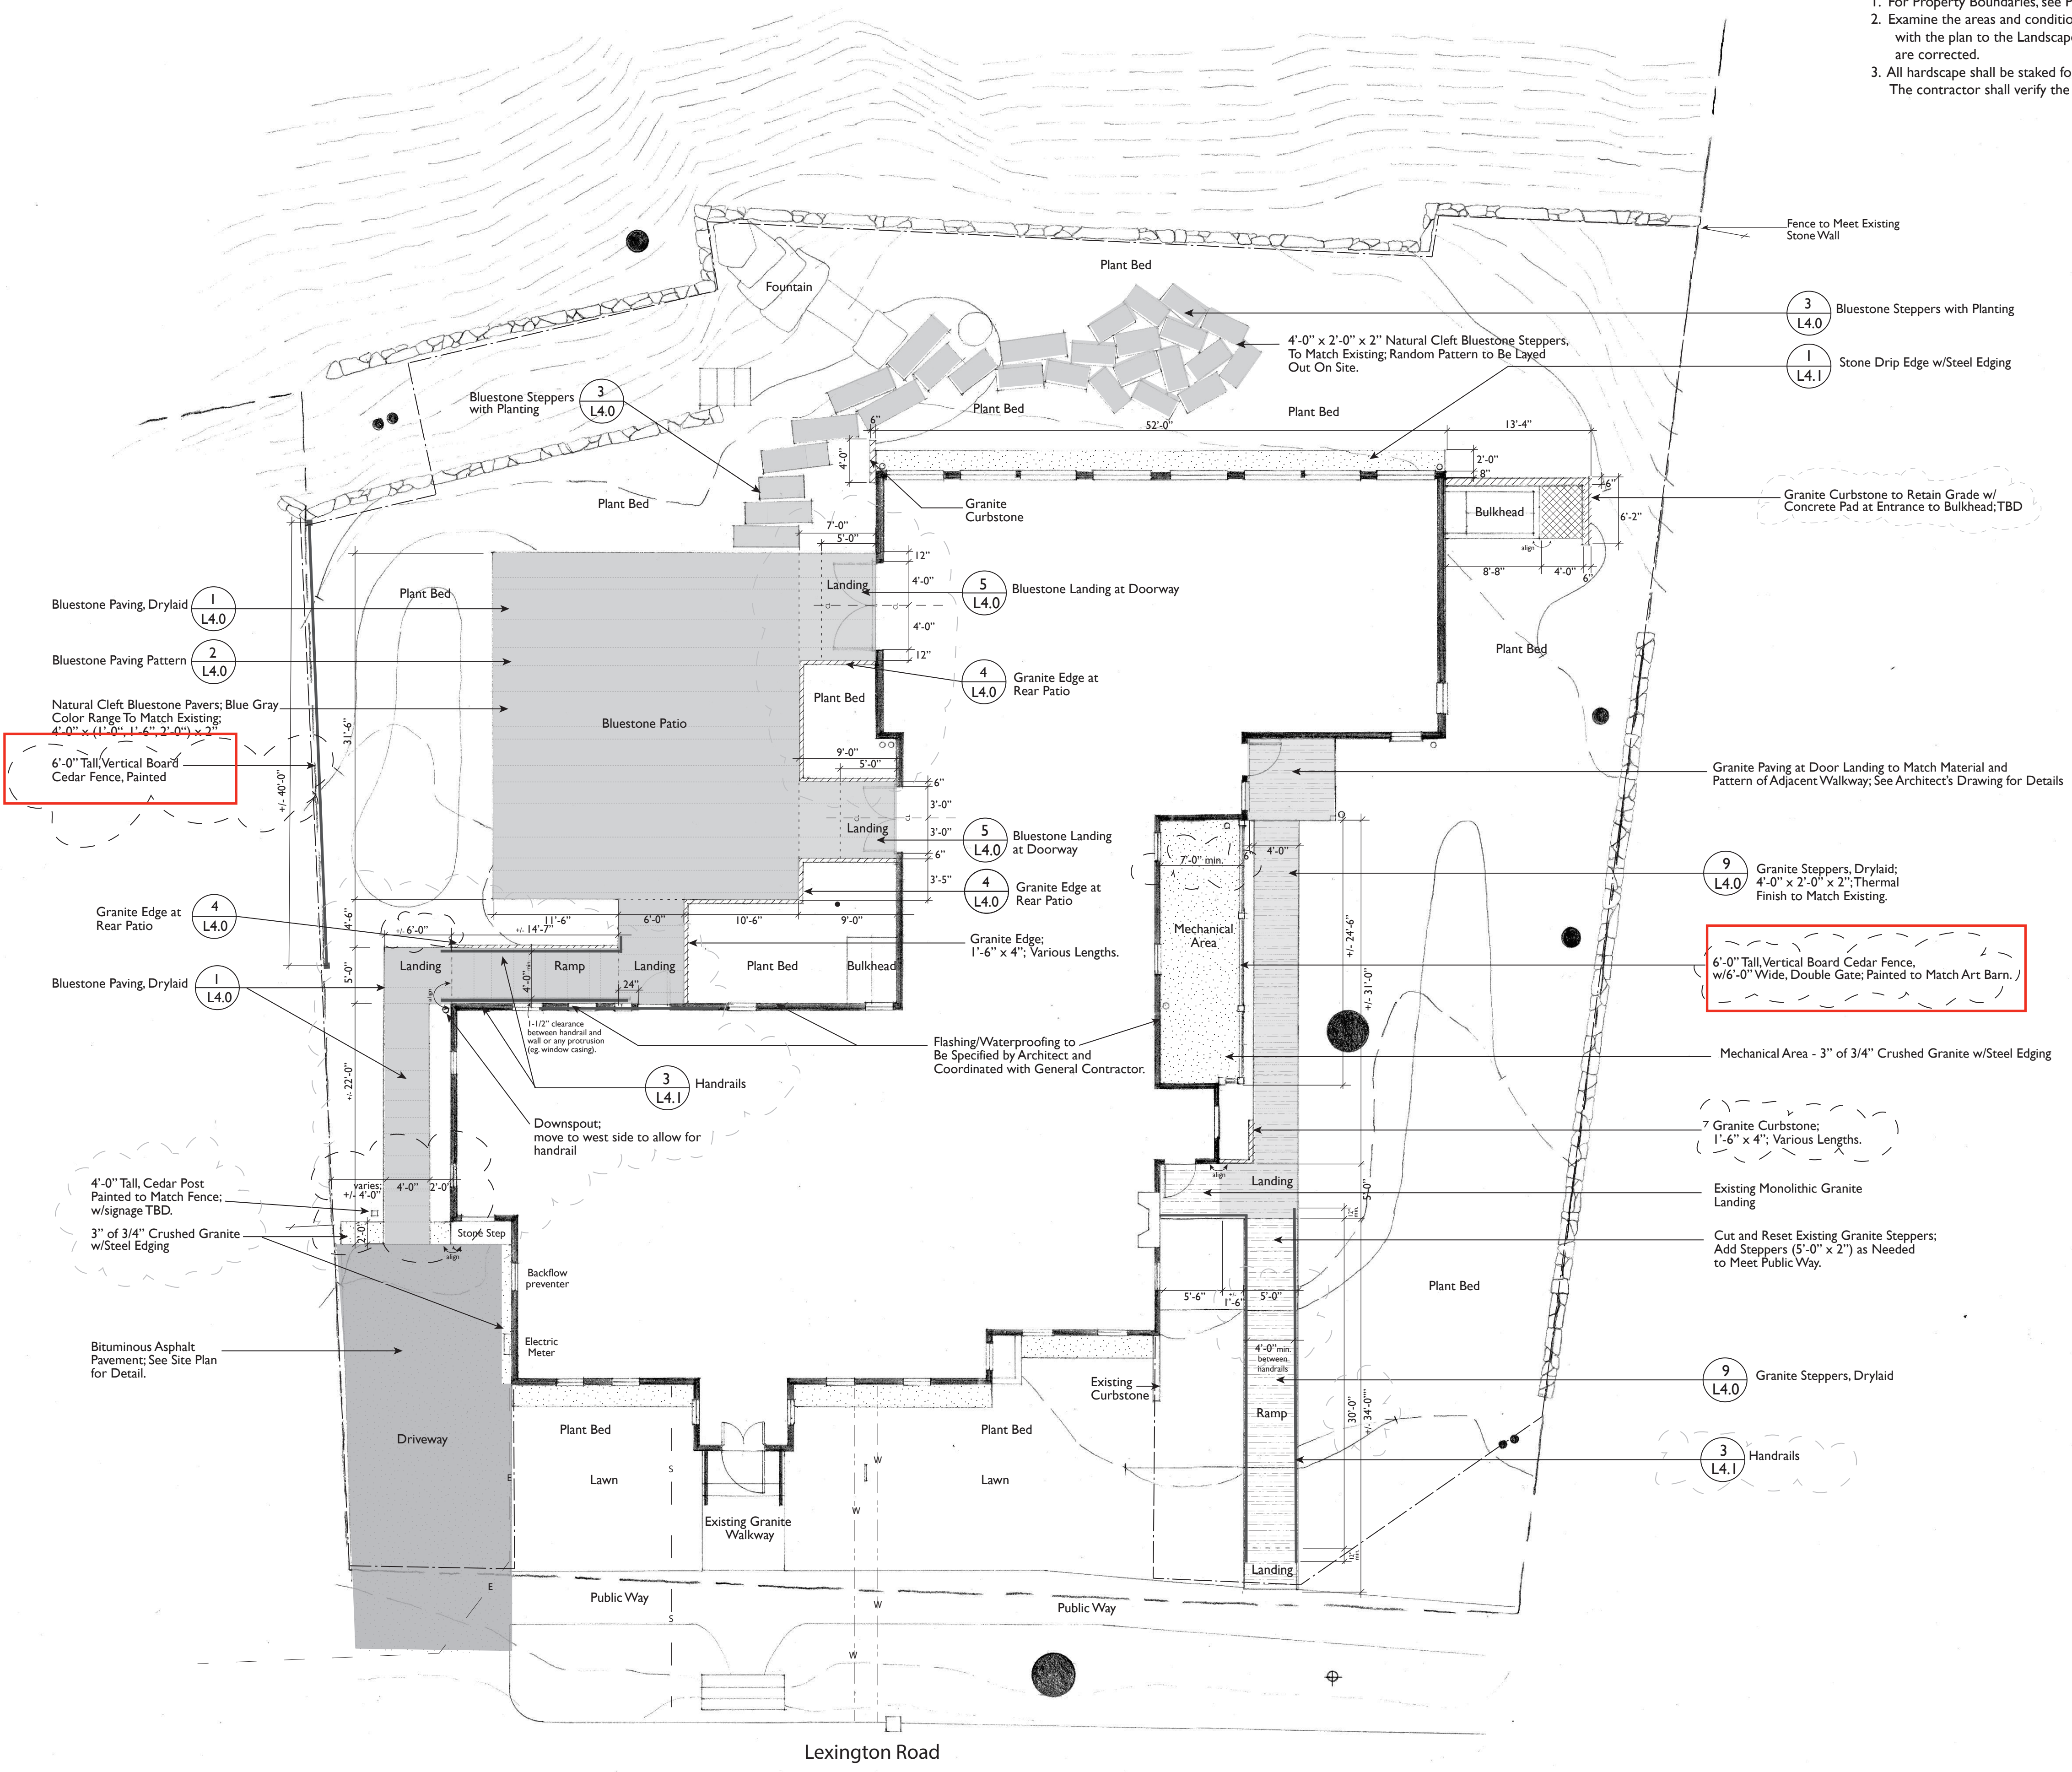 1. For Property Boundaries, see
2. Examine the areas and conditio
with the plan to the Landscap
are corrected.
3. All hardscape shall be staked fo
The contractor shall verify the
Fence to Meet Existing
Stone Wall
Plant Bed
Fountain
3
L4.0
Bluestone Steppers with Planting
4'-0" x 2'-0" x 2" Natural Cleft Bluestone Steppers,
To Match Existing; Random Pattern to Be Layed
Out On Site.
1
L4.1
Stone Drip Edge w/Steel Edging
Bluestone Steppers
with Planting
3
L4.0
Plant Bed
Plant Bed
6"
52'-0"
13'-4"
4'-0"
2'-0"
8"
6"
Granite Curbstone to Retain Grade w/
Concrete Pad at Entrance to Bulkhead; TBD
Plant Bed
Granite
Curbstone
Bulkhead
6'-2"
align
7'-0"
5'-0"
12"
8'-8"
4'-0"
6"
Landing
4'-0"
5
L4.0
Bluestone Landing at Doorway
Plant Bed
Bluestone Paving, Drylaid
1
L4.0
4'-0"
12"
Plant Bed
Bluestone Paving Pattern
2
L4.0
4
L4.0
Granite Edge at
Rear Patio
Plant Bed
Natural Cleft Bluestone Pavers; Blue Gray
Color Range To Match Existing;
4'-0" x (1'-0", 1'-6", 2'-0") x 2"
31'-6"
Bluestone Patio
6'-0" Tall, Vertical Board
Cedar Fence, Painted
+/- 40'-0"
9'-0"
5'-0"
6"
3'-0"
Landing
3'-0"
6"
5
L4.0
Bluestone Landing
at Doorway
Granite Paving at Door Landing to Match Material and
Pattern of Adjacent Walkway; See Architect's Drawing for Details
7'-0" min.
6"
4'-0"
3'-5"
4
L4.0
Granite Edge at
Rear Patio
9
L4.0
Granite Steppers, Drylaid;
4'-0" x 2'-0" x 2"; Thermal
Finish to Match Existing.
Granite Edge at
Rear Patio
4
L4.0
4'-6"
11'-6"
6'-0"
10'-6"
9'-0"
+/- 6'-0"
+/- 14'-7"
Mechanical
Area
+/- 24'-6"
+/- 31'-0"
Granite Edge;
1'-6" x 4"; Various Lengths.
6'-0" Tall, Vertical Board Cedar Fence,
w/6'-0" Wide, Double Gate; Painted to Match Art Barn.
Landing
Ramp
Landing
Plant Bed
Bulkhead
5'-0"
4'-0" min.
24"
align
Bluestone Paving, Drylaid
1
L4.0
1-1/2" clearance
between handrail and
wall or any protrusion
(eg. window casing).
Flashing/Waterproofing to
Be Specified by Architect and
Coordinated with General Contractor.
Mechanical Area - 3" of 3/4" Crushed Granite w/Steel Edging
+/- 22'-0"
3
L4.1
Handrails
Downspout;
move to west side to allow for
handrail
Granite Curbstone;
1'-6" x 4"; Various Lengths.
align
Landing
5'-0"
Existing Monolithic Granite
Landing
4'-0" Tall, Cedar Post
Painted to Match Fence;
w/signage TBD.
varies;
+/- 4'-0"
4'-0"
2'-0"
3" of 3/4" Crushed Granite
w/Steel Edging
2'-0"
Stone Step
align
12"
min.
Cut and Reset Existing Granite Steppers;
Add Steppers (5'-0" x 2") as Needed
to Meet Public Way.
Backflow
preventer
Plant Bed
5'-6"
+/-
1'-6"
5'-0"
Electric
Meter
Bituminous Asphalt
Pavement; See Site Plan
for Detail.
4'-0" min.
between
handrails
Existing
Curbstone
9
L4.0
Granite Steppers, Drylaid
Ramp
30'-0"
+/- 34'-0"
Driveway
Plant Bed
Plant Bed
3
L4.1
Handrails
E
Lawn
S
W
Lawn
W
Existing Granite
Walkway
12"
min.
Landing
E
Public Way
S
W
Public Way
W
Lexington Road